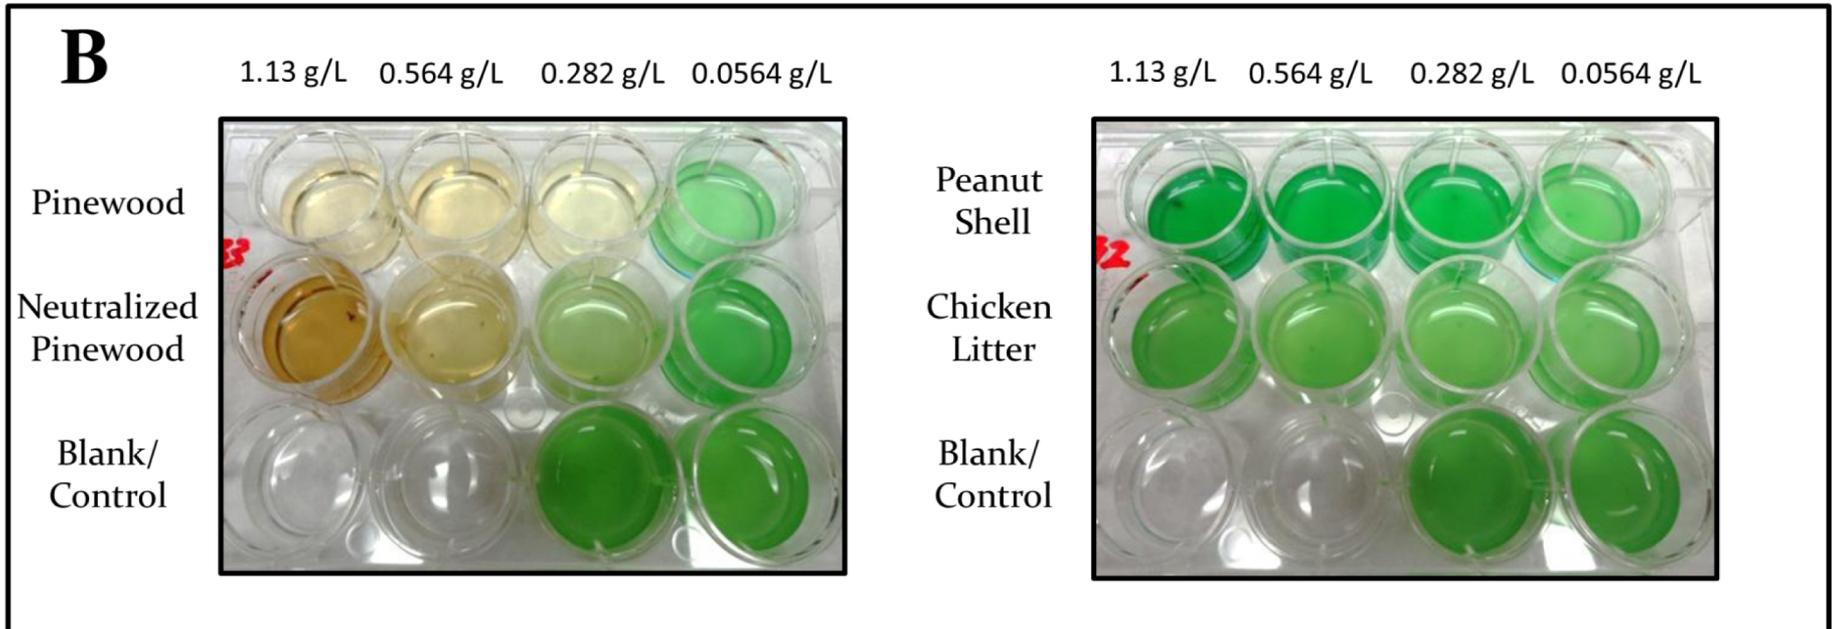 B
1.13 g/L 0.564 g/L 0.282 g/L 0.0564 g/L
1.13 g/L 0.564 g/L 0.282 g/L 0.0564 g/L
Pinewood
Neutralized
Pinewood
Blank/
Control
Peanut
Shell
Chicken
Litter
Blank/
Control